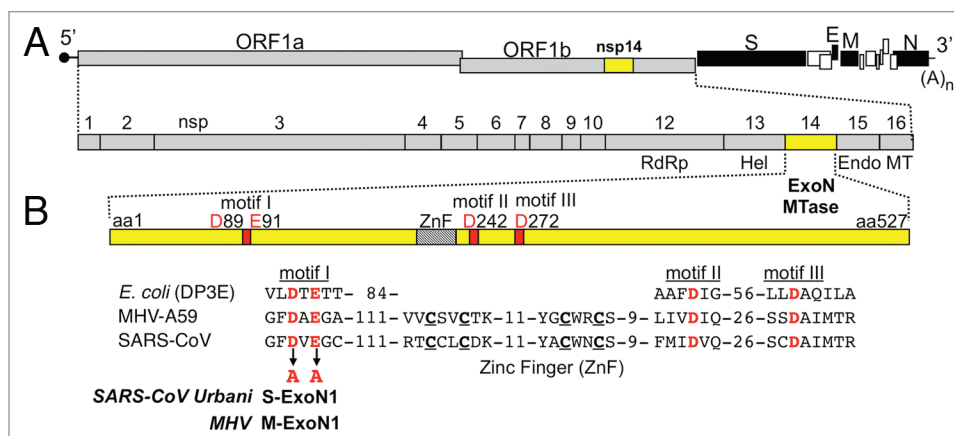 A
5' ORF1a ORF1b nsp14 S E M N 3'
(A)n
1 2 nsp 3 4 5 6 7 8 9 10 12 13 14 15 16
RdRp Hel Endo MT
ExoN
MTase
B
motif I motif II motif III
aa1 D89 E91 ZnF D242 D272 aa527
motif I motif II motif III
E. coli (DP3E) VLDTETT- 84- AAFDIG-56-LLDAQILA
MHV-A59 GFDAEGA-111-VVCSVCTK-11-YGCWRCS-9-LIVDIQ-26-SSDAIMTR
SARS-CoV GFDVEGC-111-RTCCLCDK-11-YACWNCS-9-FMIDVQ-26-SCDAIMTR
A A Zinc Finger (ZnF)
SARS-CoV Urbani S-ExoN1
MHV M-ExoN1